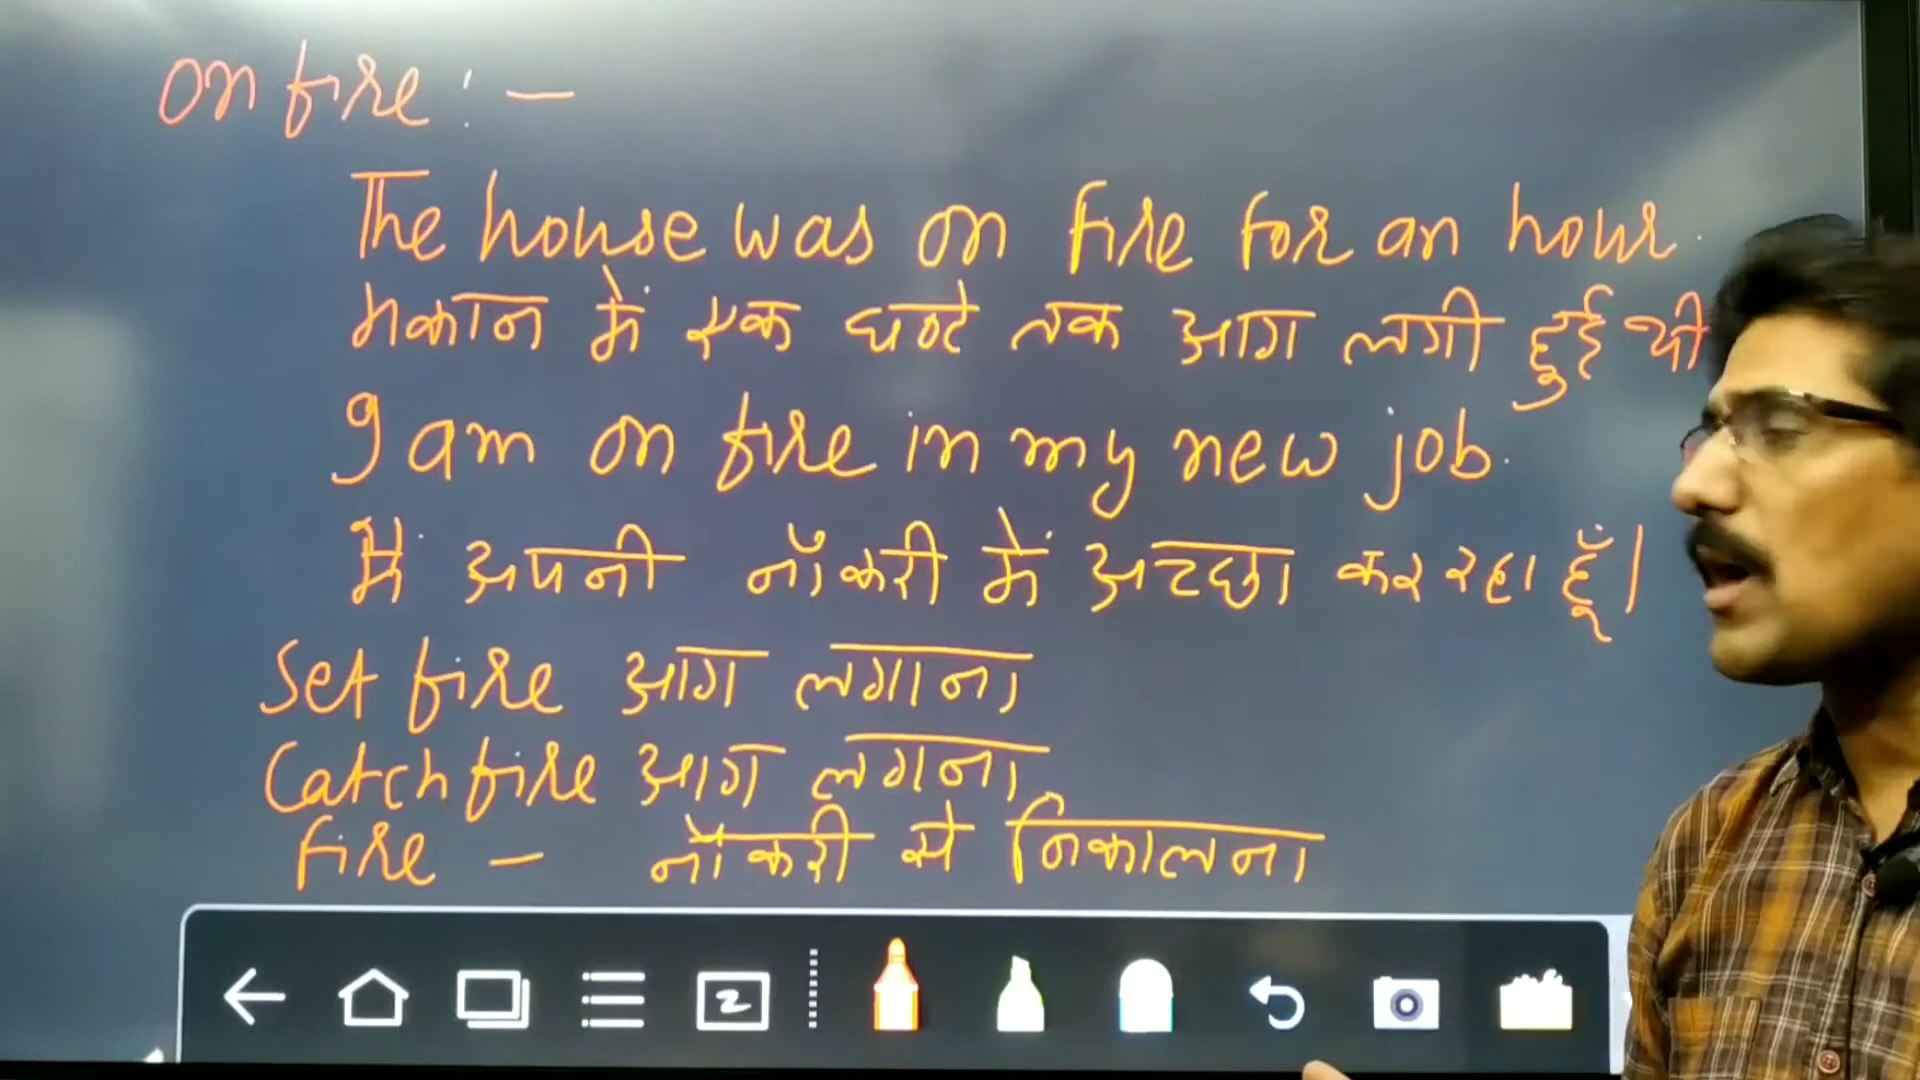 on fire : -
The house was on fire for an hour.
मकान में एक घण्टे तक आग लगी हुई थी
I am on fire in my new job.
मैं अपनी नौकरी में अच्छा कर रहा हूँ।
Set fire आग लगाना
Catch fire आग लगना
fire - नौकरी से निकालना
2